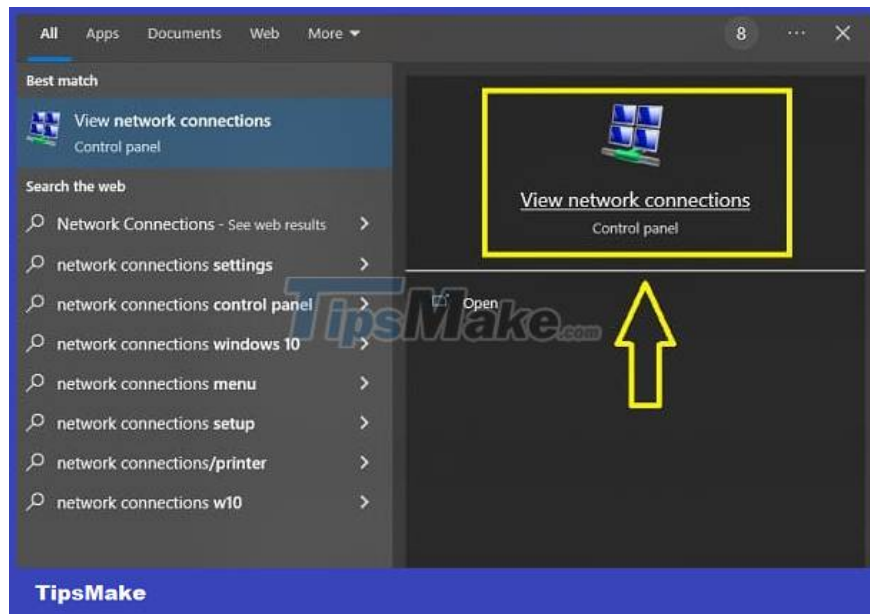 All Apps Documents Web More 8 ...
Best match
View network connections
Control panel
Search the web
Network Connections - See web results
network connections settings
network connections control panel
network connections windows 10
network connections menu
network connections setup
network connections/printer
network connections w10
View network connections
Control panel
Open
TipsMake.com
TipsMake